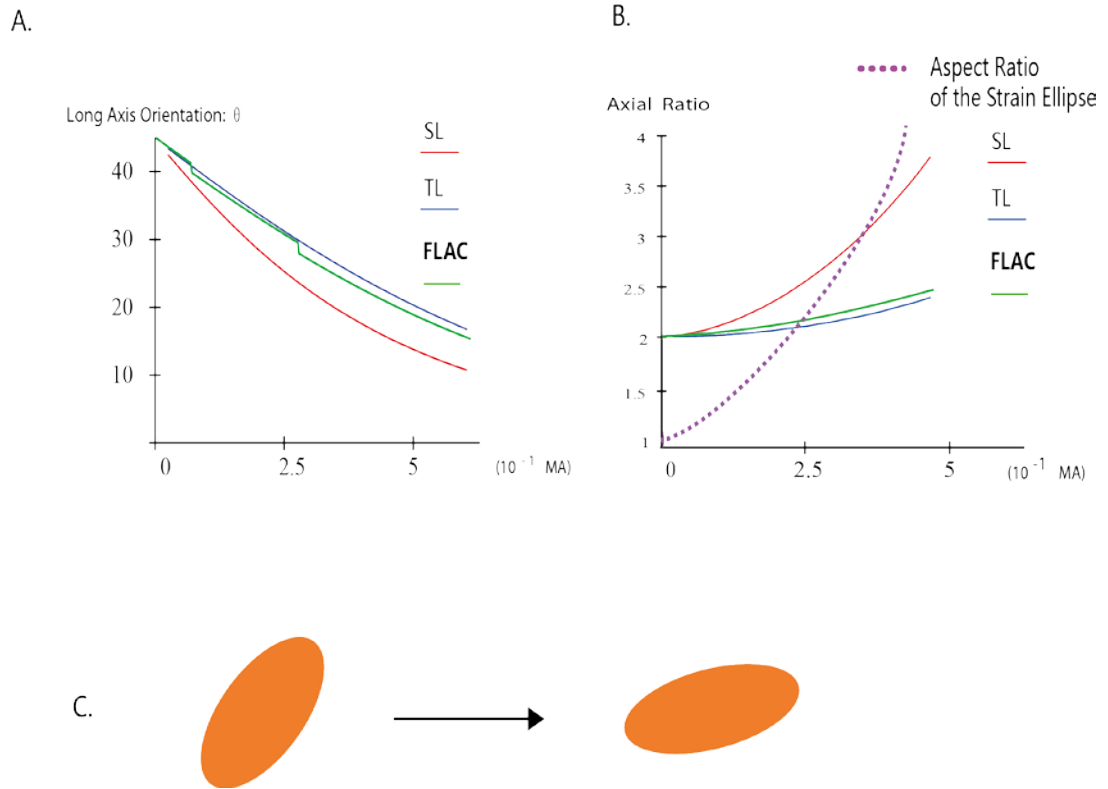 A.
Long Axis Orientation: θ
SL
TL
FLAC
40
30
20
10
0
2.5
5
(10⁻¹ MA)
B.
Aspect Ratio
of the Strain Ellipse
Axial Ratio
SL
TL
FLAC
4
3.5
3
2.5
2
1.5
1
0
2.5
5
(10⁻¹ MA)
C.